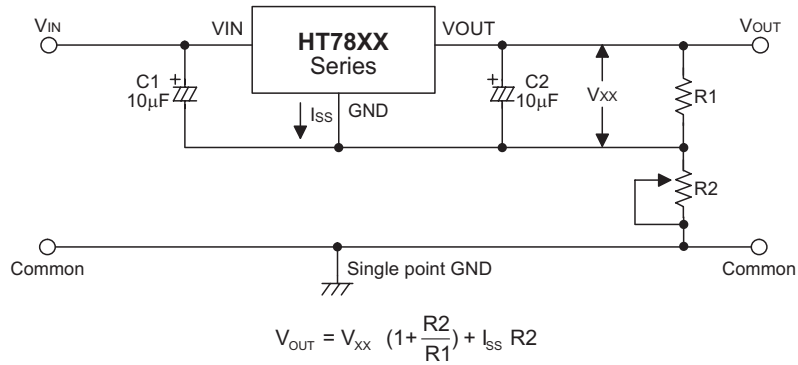 VIN
VIN
HT78XX
Series
VOUT
VOUT
C1
10μF
+
ISS
GND
+
C2
10μF
VXX
R1
R2
Common
Single point GND
Common
VOUT = VXX (1+R2/R1) + ISS R2